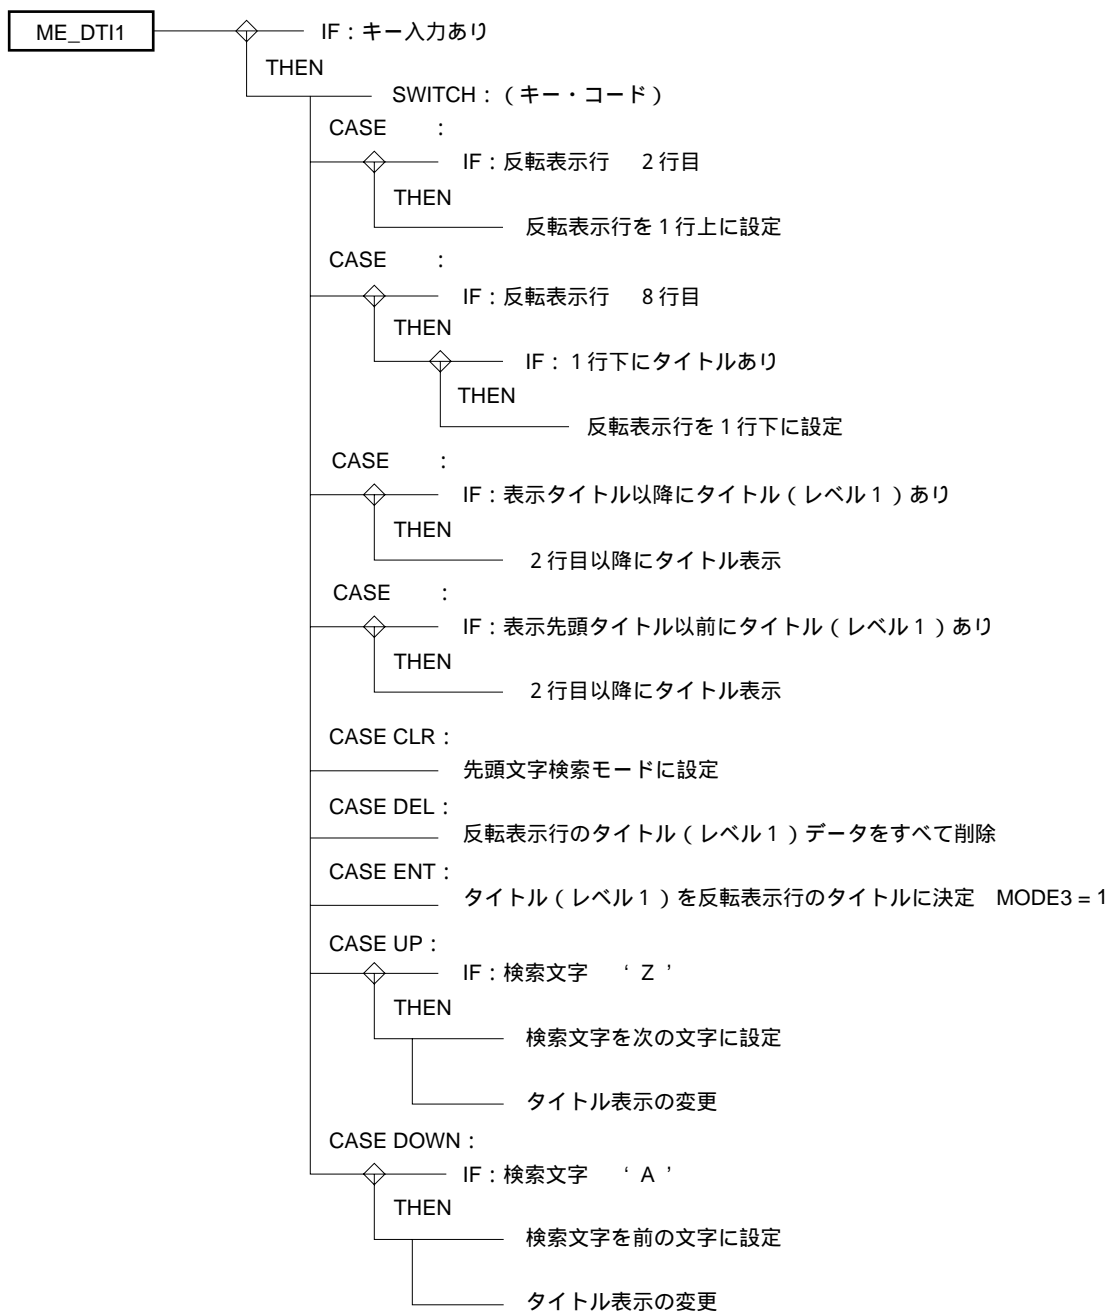 ME_DTI1
IF：キー入力あり
THEN
SWITCH：（キー・コード）
CASE ：
IF：反転表示行 2行目
THEN
反転表示行を1行上に設定
CASE ：
IF：反転表示行 8行目
THEN
IF：1行下にタイトルあり
THEN
反転表示行を1行下に設定
CASE ：
IF：表示タイトル以降にタイトル（レベル1）あり
THEN
2行目以降にタイトル表示
CASE ：
IF：表示先頭タイトル以前にタイトル（レベル1）あり
THEN
2行目以降にタイトル表示
CASE CLR：
先頭文字検索モードに設定
CASE DEL：
反転表示行のタイトル（レベル1）データをすべて削除
CASE ENT：
タイトル（レベル1）を反転表示行のタイトルに決定 MODE3 = 1
CASE UP：
IF：検索文字 ‘Z’
THEN
検索文字を次の文字に設定
タイトル表示の変更
CASE DOWN：
IF：検索文字 ‘A’
THEN
検索文字を前の文字に設定
タイトル表示の変更